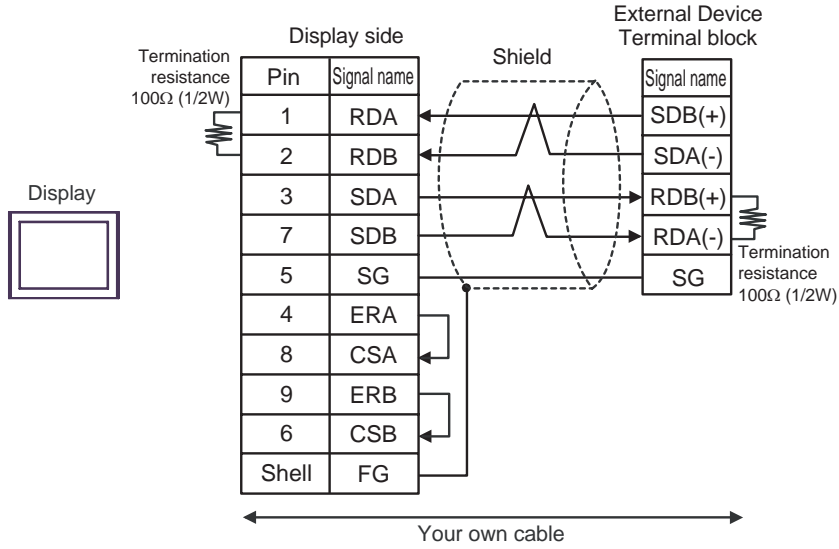 External Device
Terminal block
Display side
Shield
Termination
resistance
100Ω (1/2W)
Pin Signal name
Signal name
1 RDA
SDB(+)
2 RDB
SDA(-)
3 SDA
RDB(+)
7 SDB
RDA(-)
5 SG
SG
4 ERA
8 CSA
9 ERB
6 CSB
Shell FG
Display
Termination
resistance
100Ω (1/2W)
Your own cable